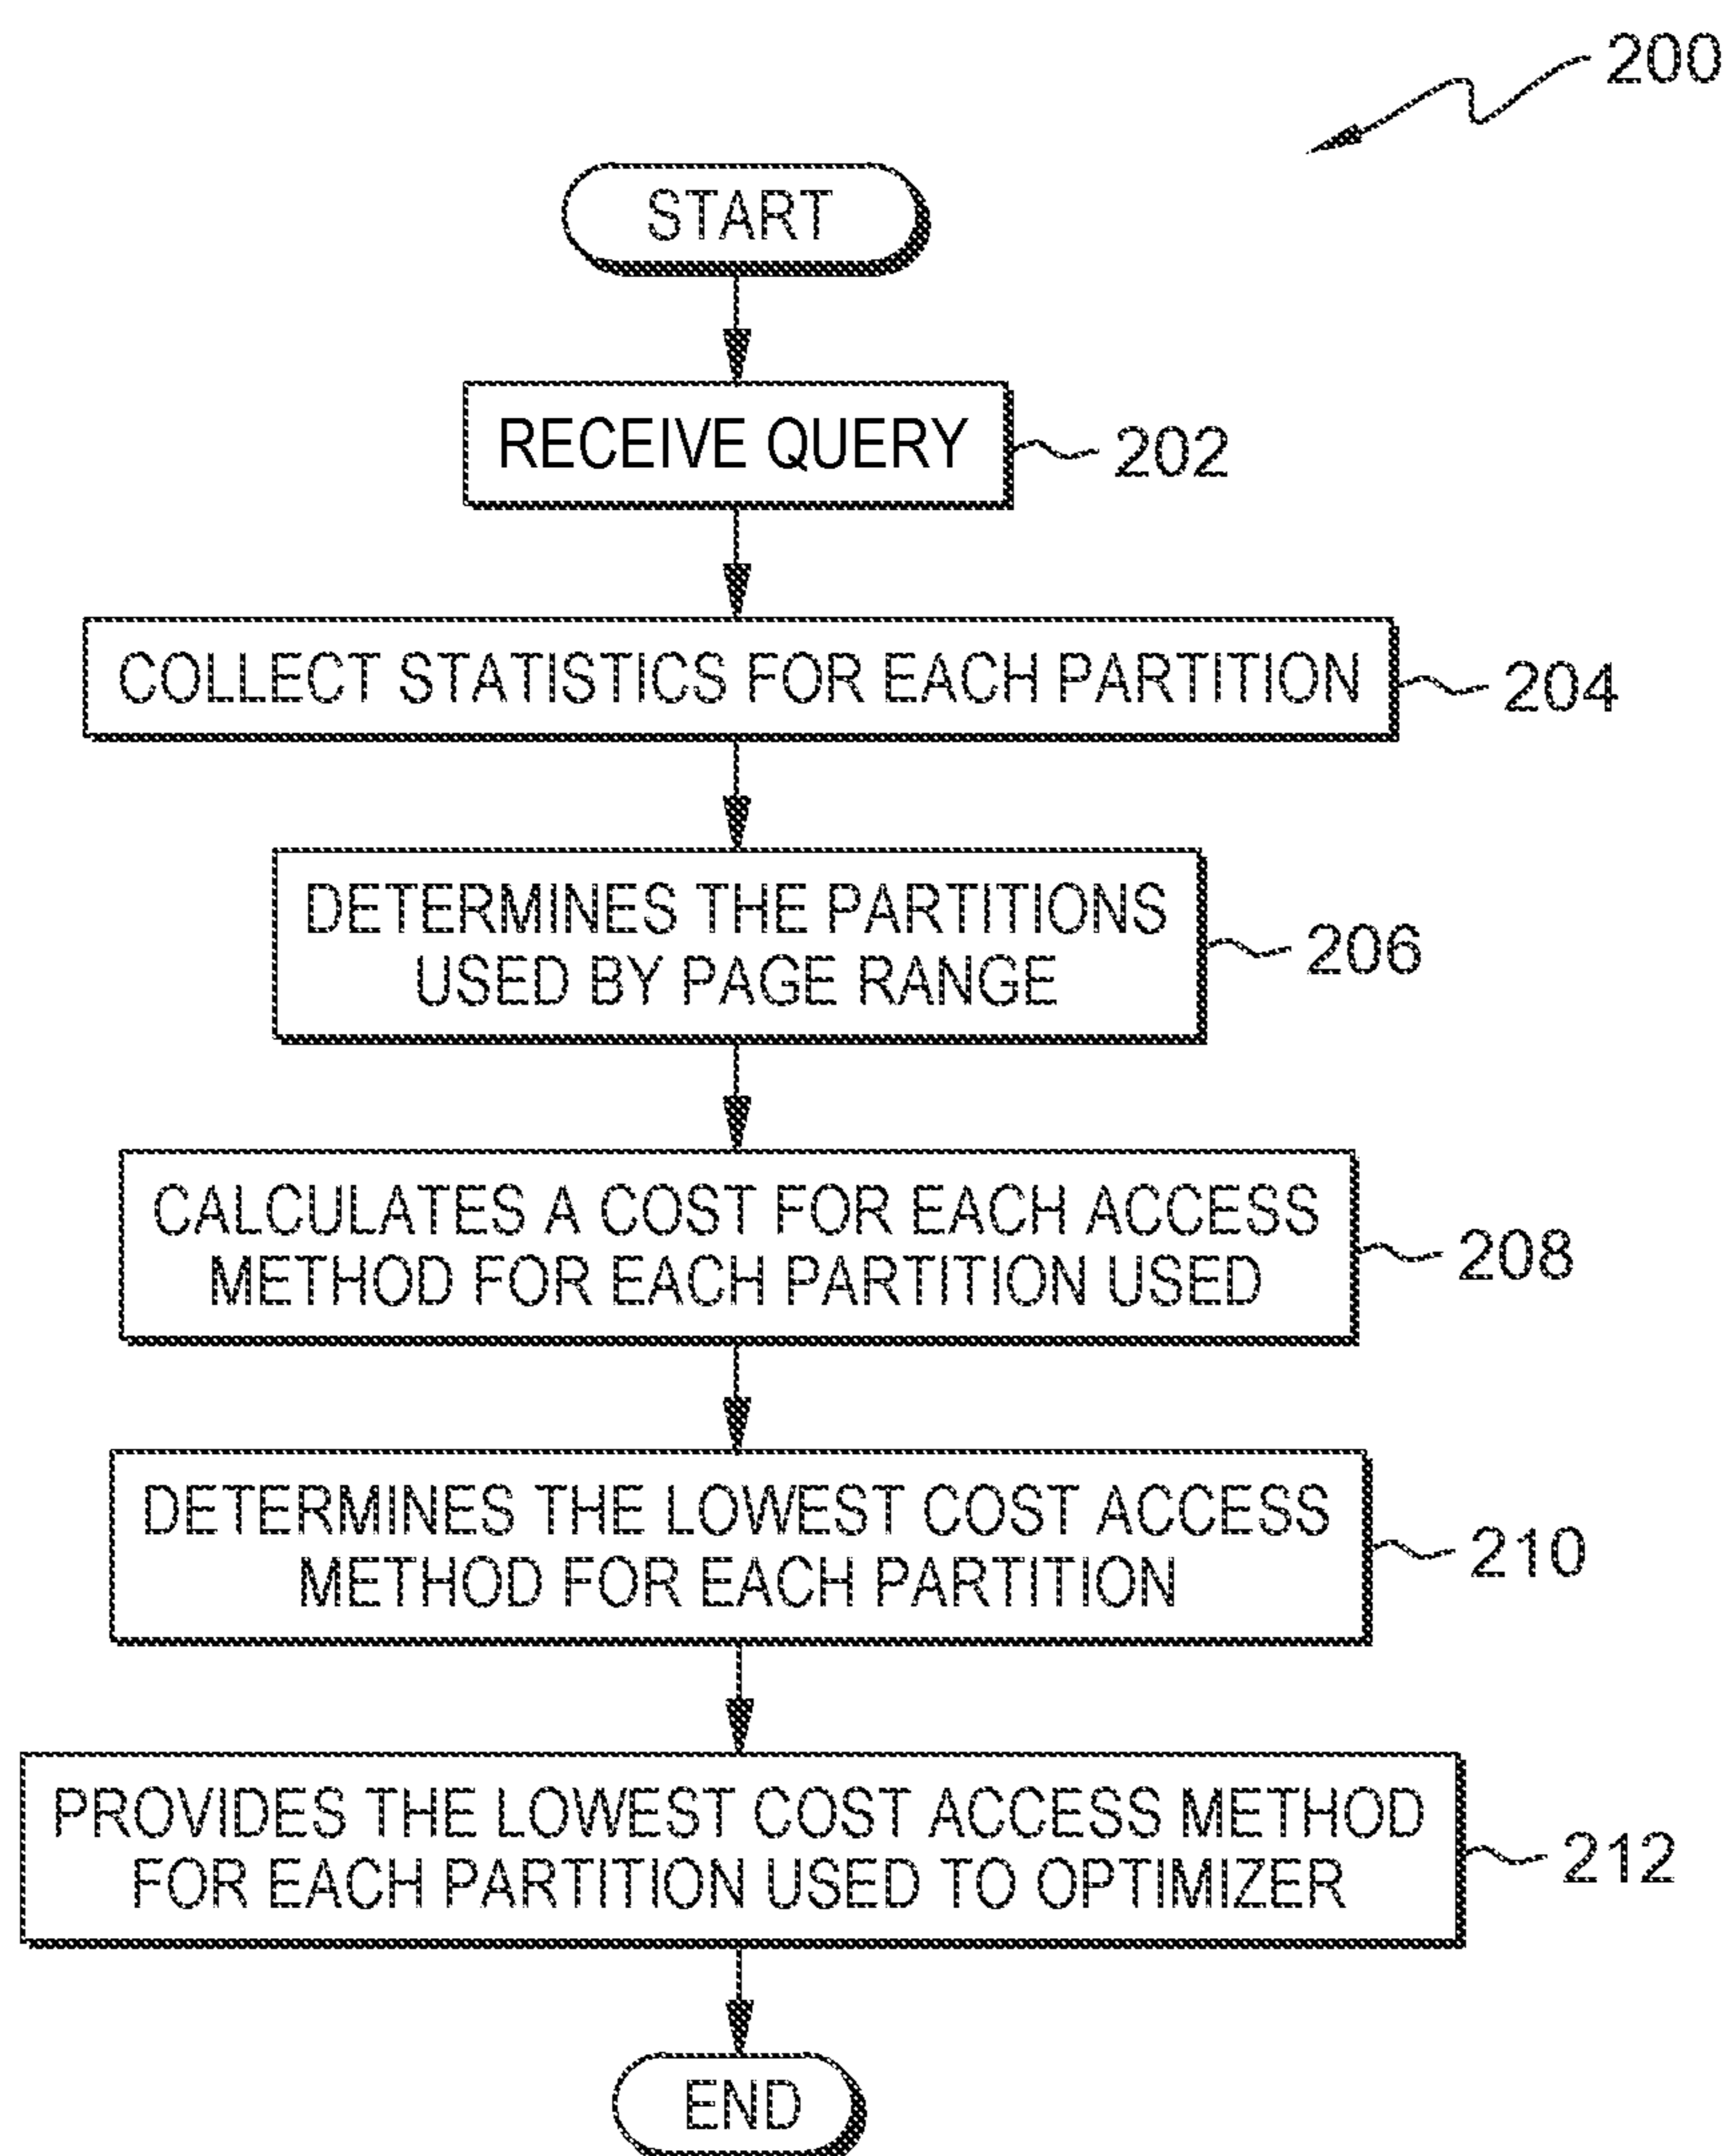 200
START
RECEIVE QUERY
202
COLLECT STATISTICS FOR EACH PARTITION
204
DETERMINES THE PARTITIONS
USED BY PAGE RANGE
206
CALCULATES A COST FOR EACH ACCESS
METHOD FOR EACH PARTITION USED
208
DETERMINES THE LOWEST COST ACCESS
METHOD FOR EACH PARTITION
210
PROVIDES THE LOWEST COST ACCESS METHOD
FOR EACH PARTITION USED TO OPTIMIZER
212
END